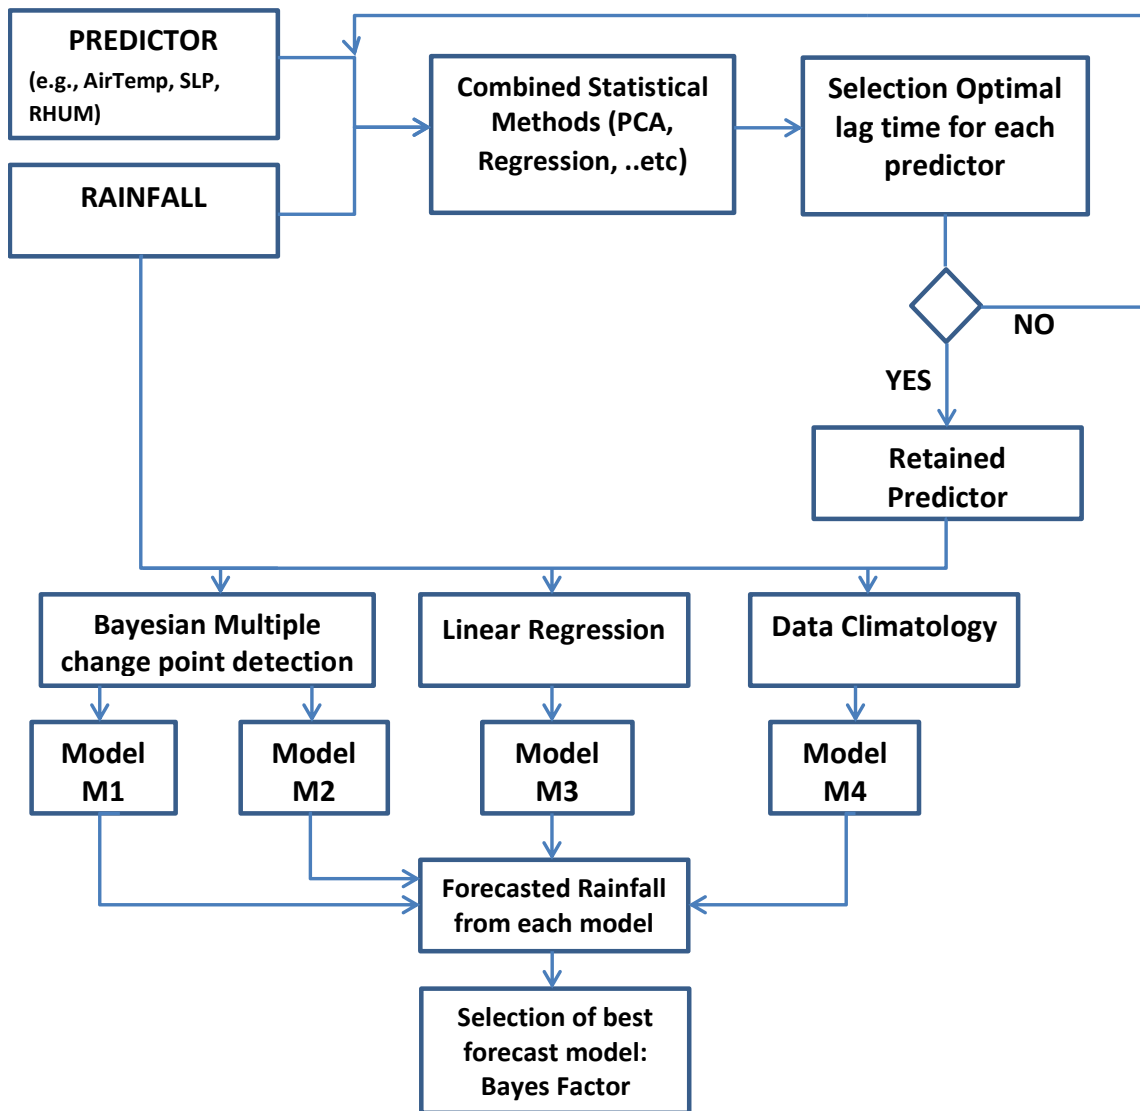 PREDICTOR
(e.g., AirTemp, SLP,
RHUM)
RAINFALL
Combined Statistical
Methods (PCA,
Regression, ..etc)
Selection Optimal
lag time for each
predictor
NO
YES
Retained
Predictor
Bayesian Multiple
change point detection
Linear Regression
Data Climatology
Model
M1
Model
M2
Model
M3
Model
M4
Forecasted Rainfall
from each model
Selection of best
forecast model:
Bayes Factor